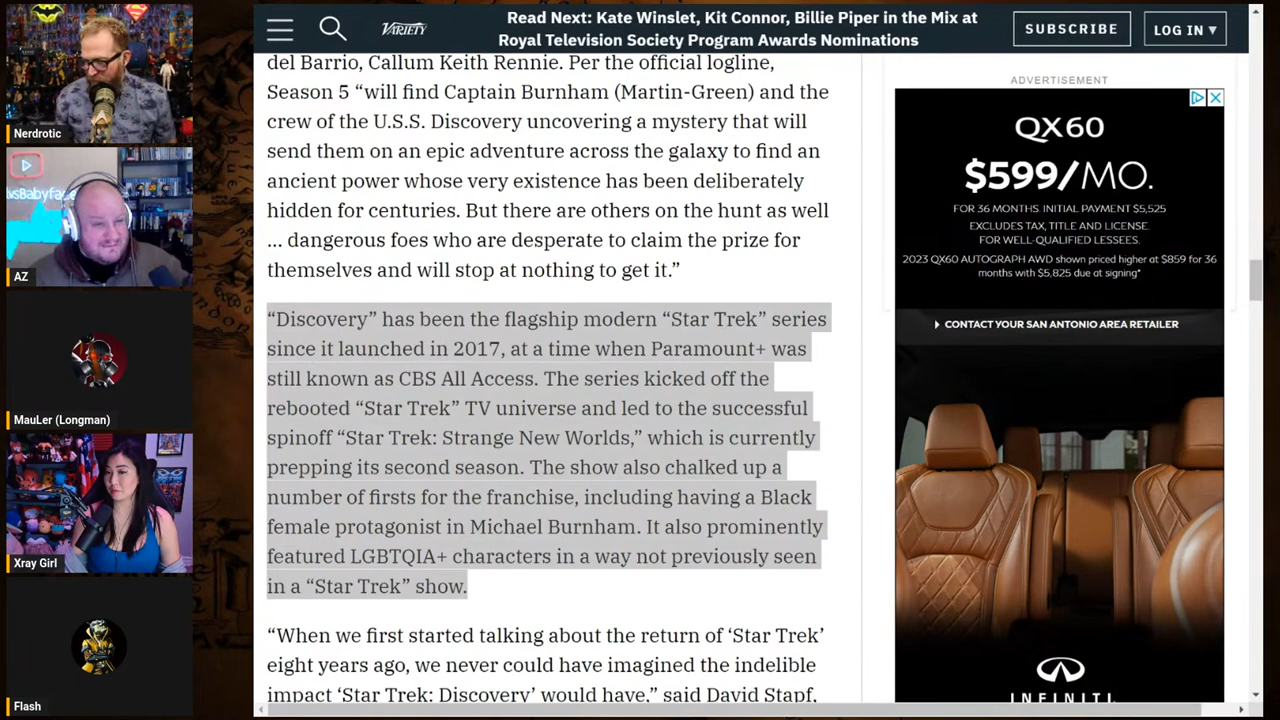 Nerdrotic
vsBabyfac
AZ
MauLer (Longman)
Xray Girl
Flash
VARIETY
Read Next: Kate Winslet, Kit Connor, Billie Piper in the Mix at
Royal Television Society Program Awards Nominations
SUBSCRIBE
LOG IN ▾
del Barrio, Callum Keith Rennie. Per the official logline,
Season 5 “will find Captain Burnham (Martin-Green) and the
crew of the U.S.S. Discovery uncovering a mystery that will
send them on an epic adventure across the galaxy to find an
ancient power whose very existence has been deliberately
hidden for centuries. But there are others on the hunt as well
… dangerous foes who are desperate to claim the prize for
themselves and will stop at nothing to get it.”
“Discovery” has been the flagship modern “Star Trek” series
since it launched in 2017, at a time when Paramount+ was
still known as CBS All Access. The series kicked off the
rebooted “Star Trek” TV universe and led to the successful
spinoff “Star Trek: Strange New Worlds,” which is currently
prepping its second season. The show also chalked up a
number of firsts for the franchise, including having a Black
female protagonist in Michael Burnham. It also prominently
featured LGBTQIA+ characters in a way not previously seen
in a “Star Trek” show.
“When we first started talking about the return of ‘Star Trek’
eight years ago, we never could have imagined the indelible
impact ‘Star Trek: Discovery’ would have,” said David Stapf,
ADVERTISEMENT
QX60
$599/MO.
FOR 36 MONTHS. INITIAL PAYMENT $5,525
EXCLUDES TAX, TITLE AND LICENSE.
FOR WELL-QUALIFIED LESSEES.
2023 QX60 AUTOGRAPH AWD shown priced higher at $859 for 36
months with $5,825 due at signing*
CONTACT YOUR SAN ANTONIO AREA RETAILER
INFINITI